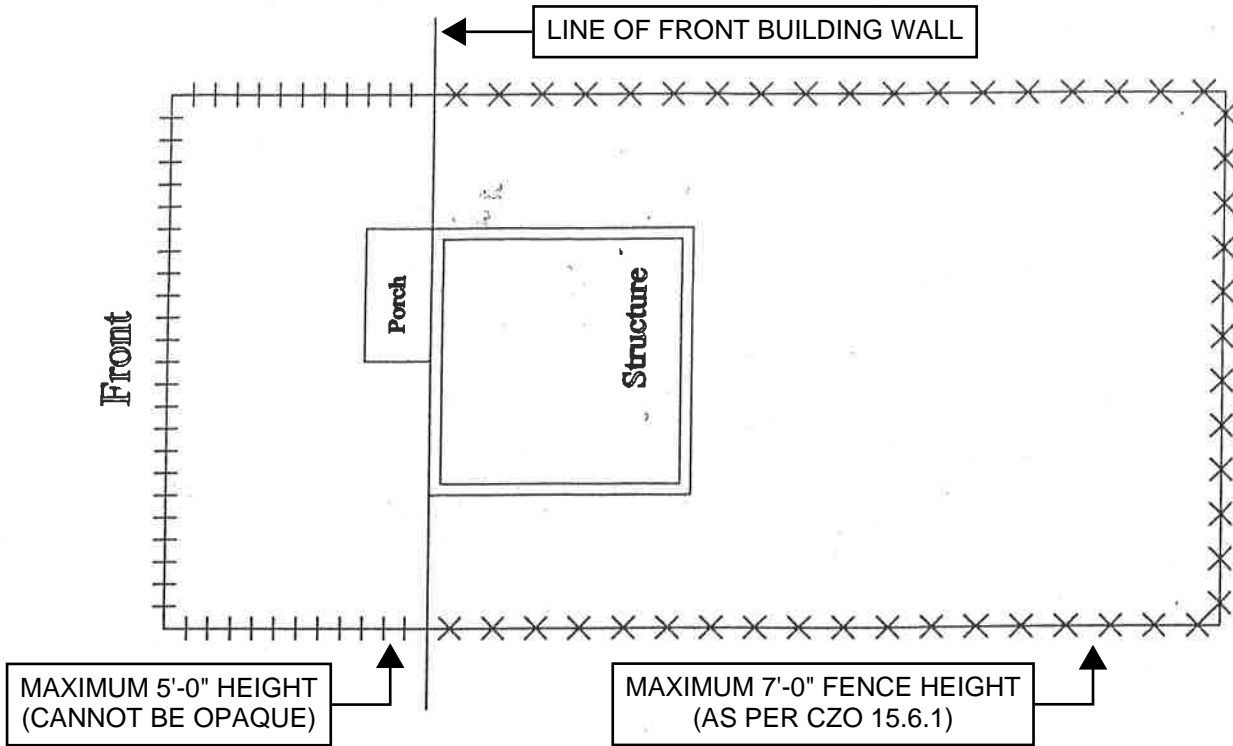 LINE OF FRONT BUILDING WALL
Front
Porch
Structure
MAXIMUM 5'-0" HEIGHT
(CANNOT BE OPAQUE)
MAXIMUM 7'-0" FENCE HEIGHT
(AS PER CZO 15.6.1)